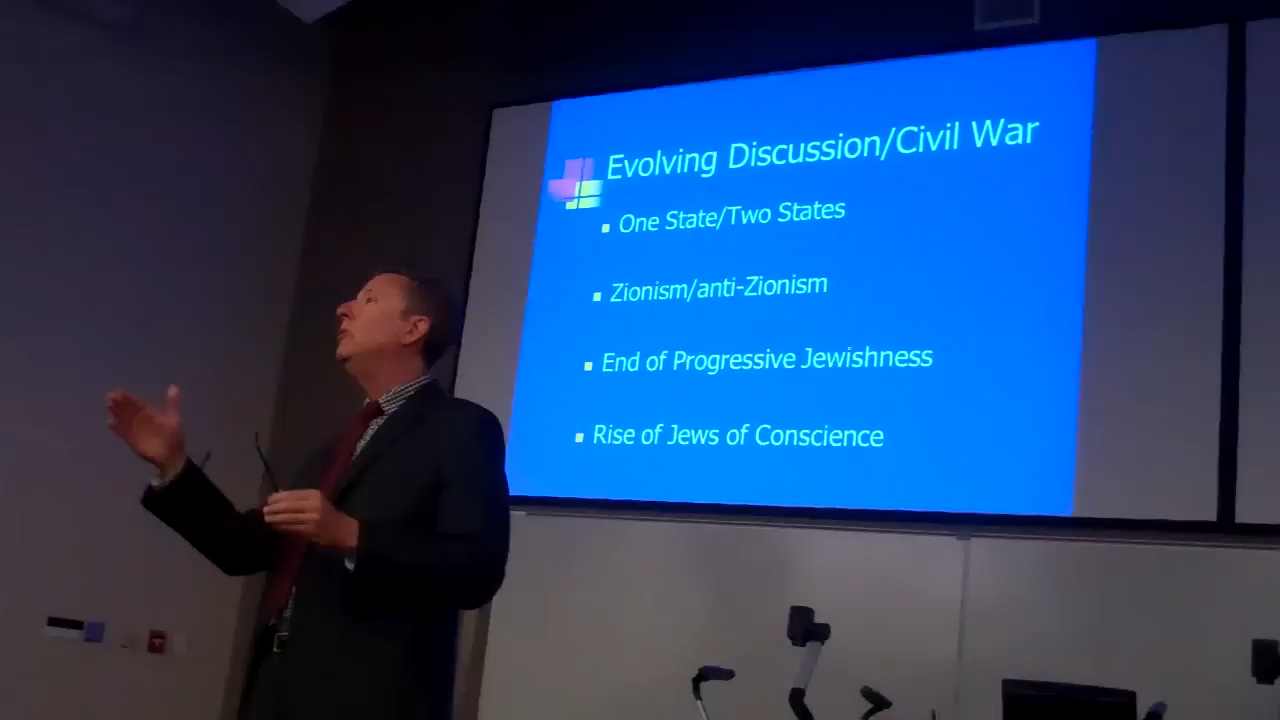 Evolving Discussion/Civil War
One State/Two States
Zionism/anti-Zionism
End of Progressive Jewishness
Rise of Jews of Conscience